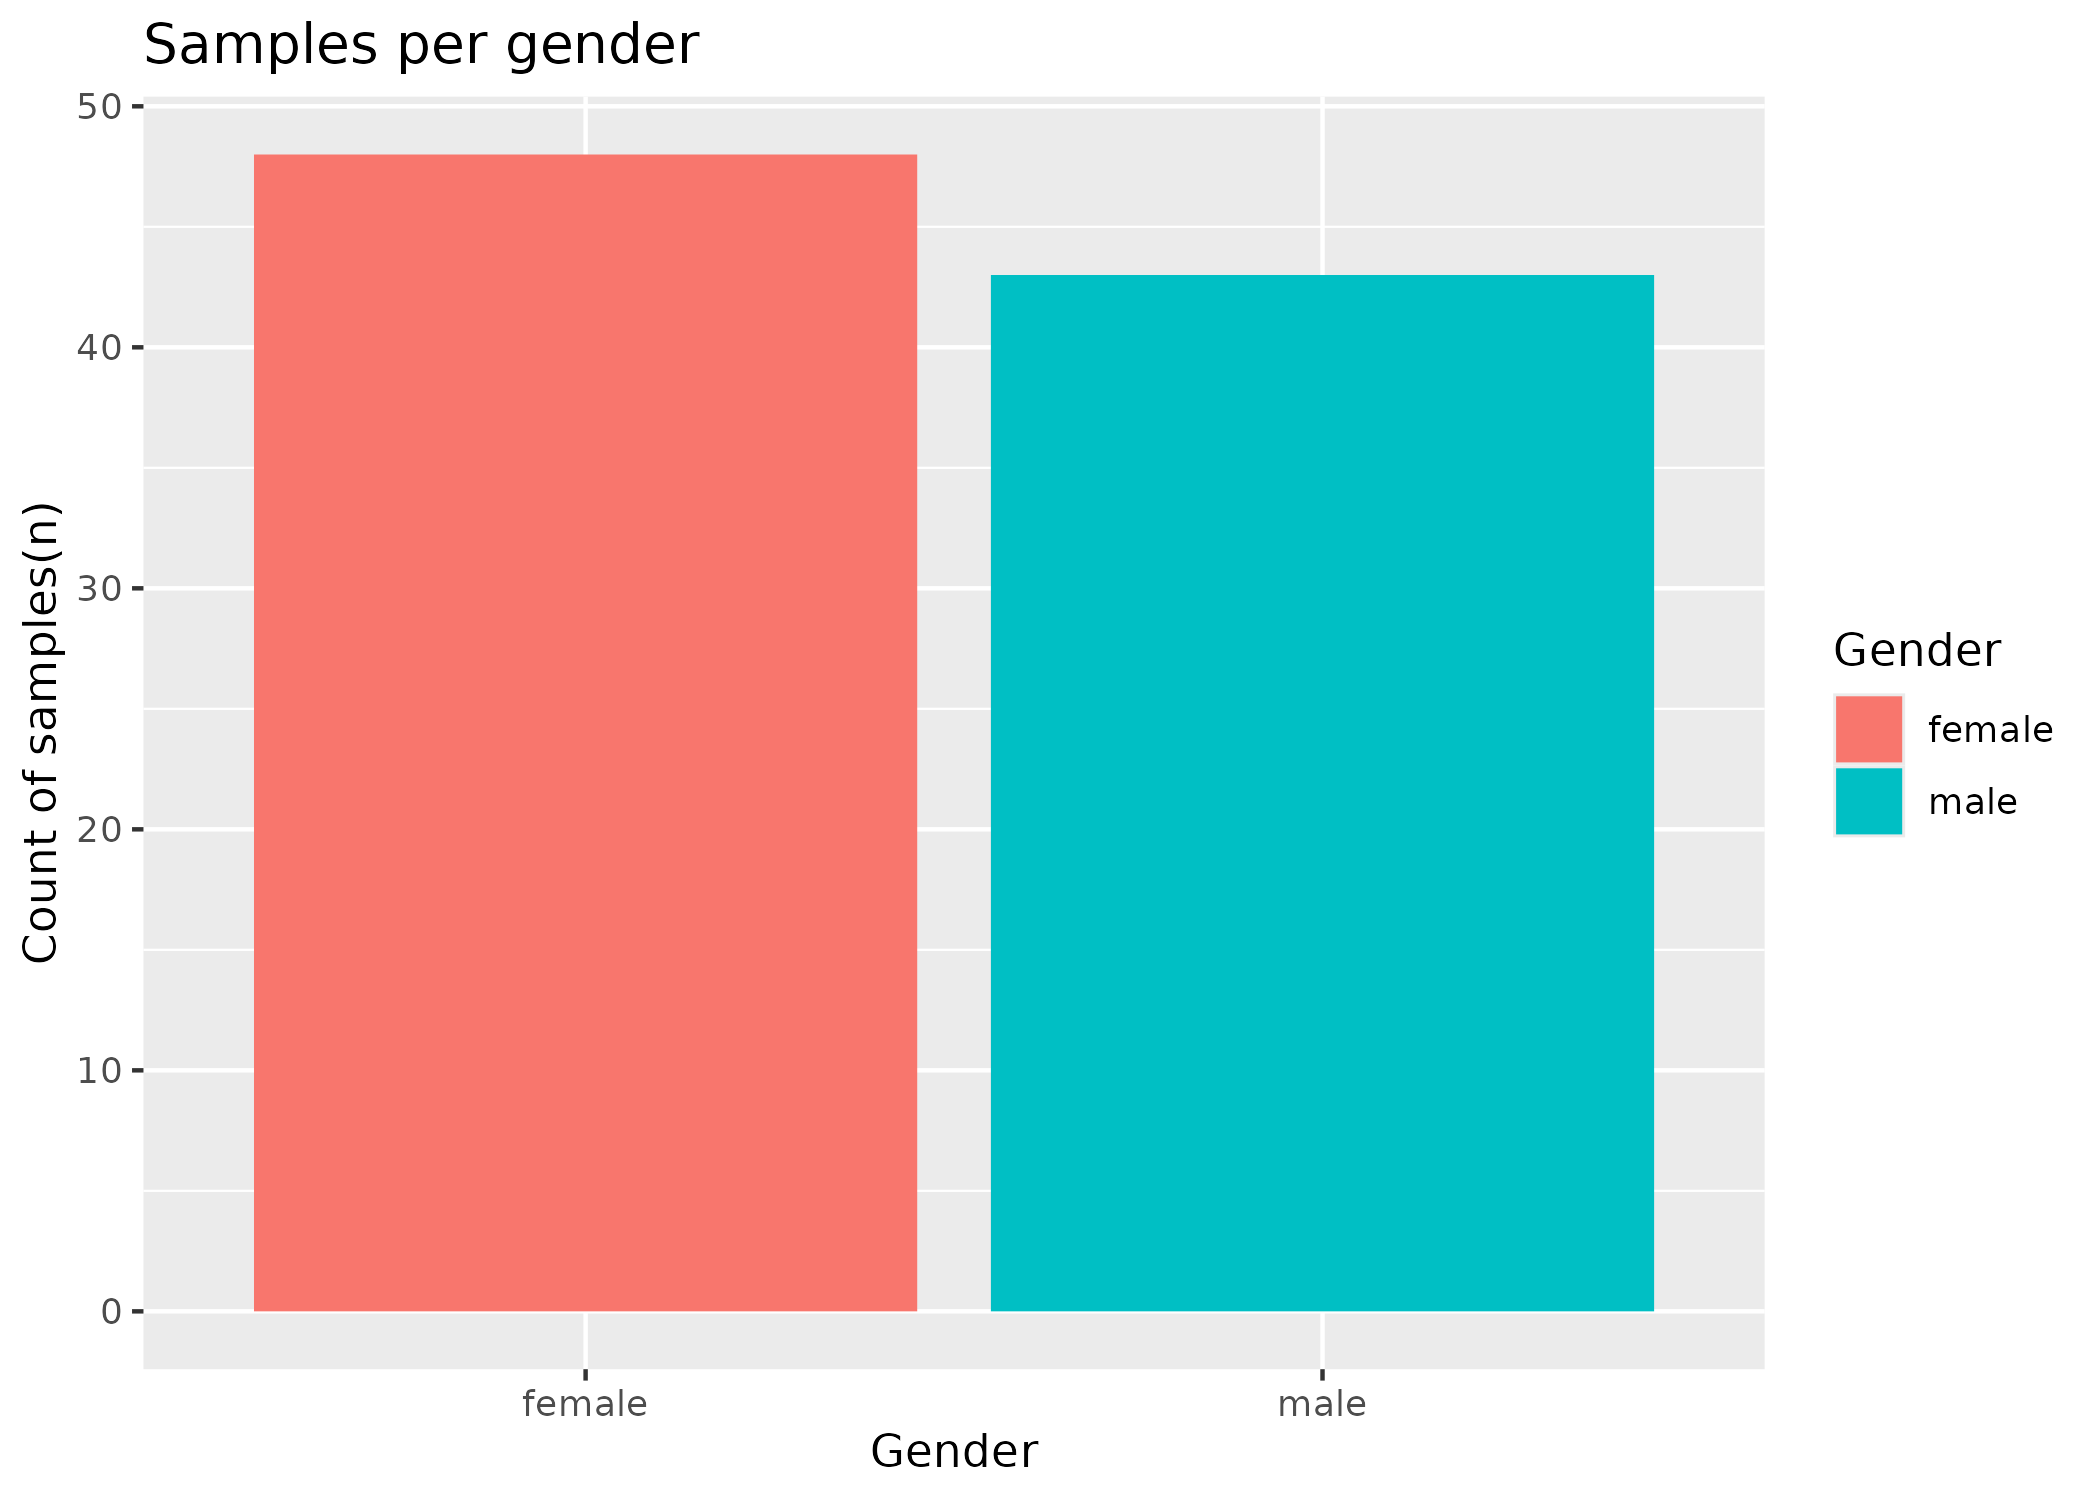 Samples per gender
50
40
30
20
10
0
Count of samples(n)
female
male
Gender
Gender
female
male